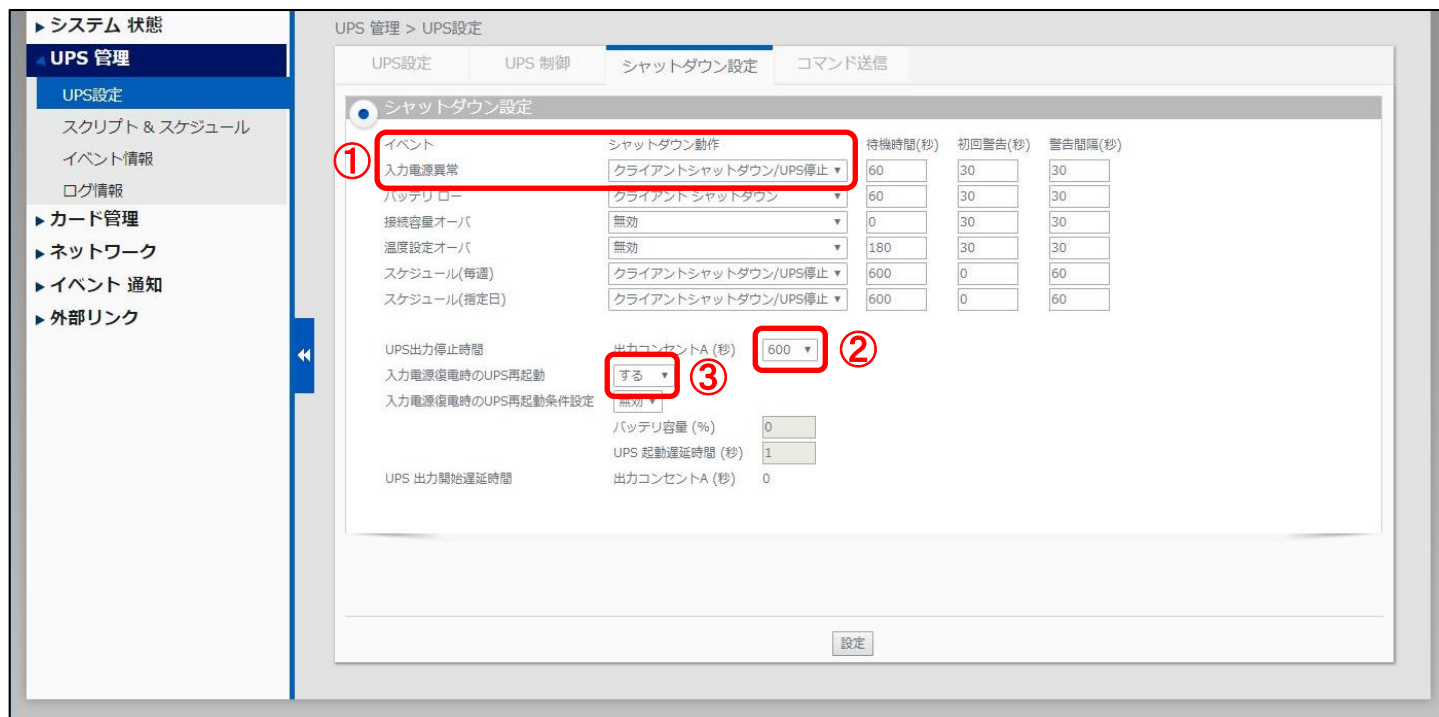 ▶システム 状態
UPS 管理
UPS設定
スクリプト & スケジュール
イベント情報
ログ情報
▶カード管理
▶ネットワーク
▶イベント 通知
▶外部リンク
UPS 管理 > UPS設定
UPS設定 UPS 制御 シャットダウン設定 コマンド送信
シャットダウン設定
①
イベント シャットダウン動作 待機時間(秒) 初回警告(秒) 警告間隔(秒)
入力電源異常 クライアントシャットダウン/UPS停止 ▼ 60 30 30
バッテリ ロー クライアント シャットダウン ▼ 60 30 30
接続容量オーバ 無効 ▼ 0 30 30
温度設定オーバ 無効 ▼ 180 30 30
スケジュール(毎週) クライアントシャットダウン/UPS停止 ▼ 600 0 60
スケジュール(指定日) クライアントシャットダウン/UPS停止 ▼ 600 0 60
UPS出力停止時間 出力コンセントA (秒) 600 ▼ ②
入力電源復電時のUPS再起動 する ▼ ③
入力電源復電時のUPS再起動条件設定 無効 ▼
バッテリ容量 (%) 0
UPS 起動遅延時間 (秒) 1
UPS 出力開始遅延時間 出力コンセントA (秒) 0
設定